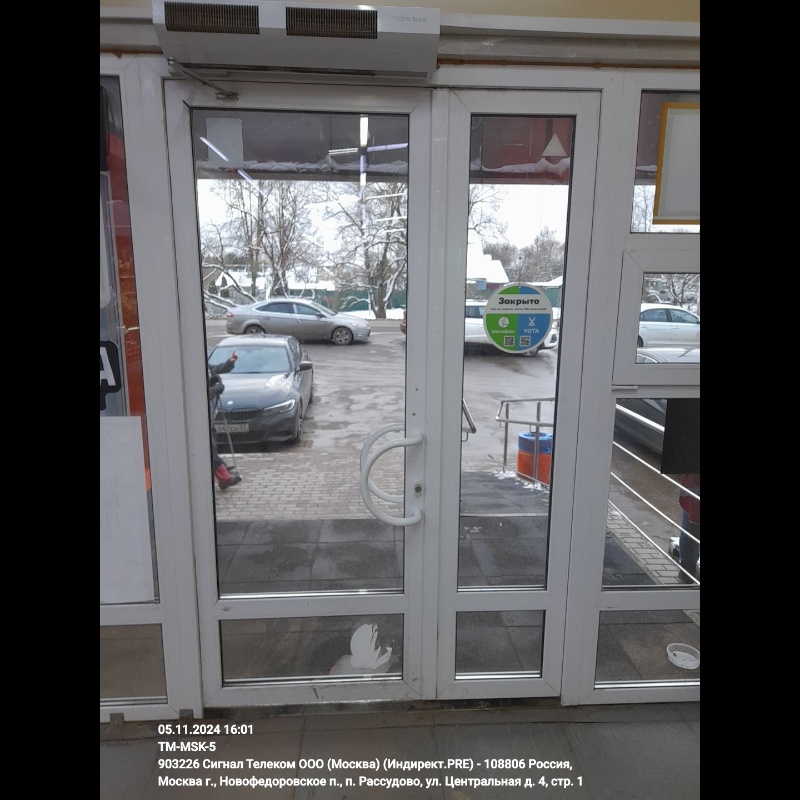 Закрыто
YOTA
05.11.2024 16:01
TM-MSK-5
903226 Сигнал Телеком ООО (Москва) (Индирект.PRE) - 108806 Россия,
Москва г., Новофедоровское п., п. Рассудово, ул. Центральная д. 4, стр. 1